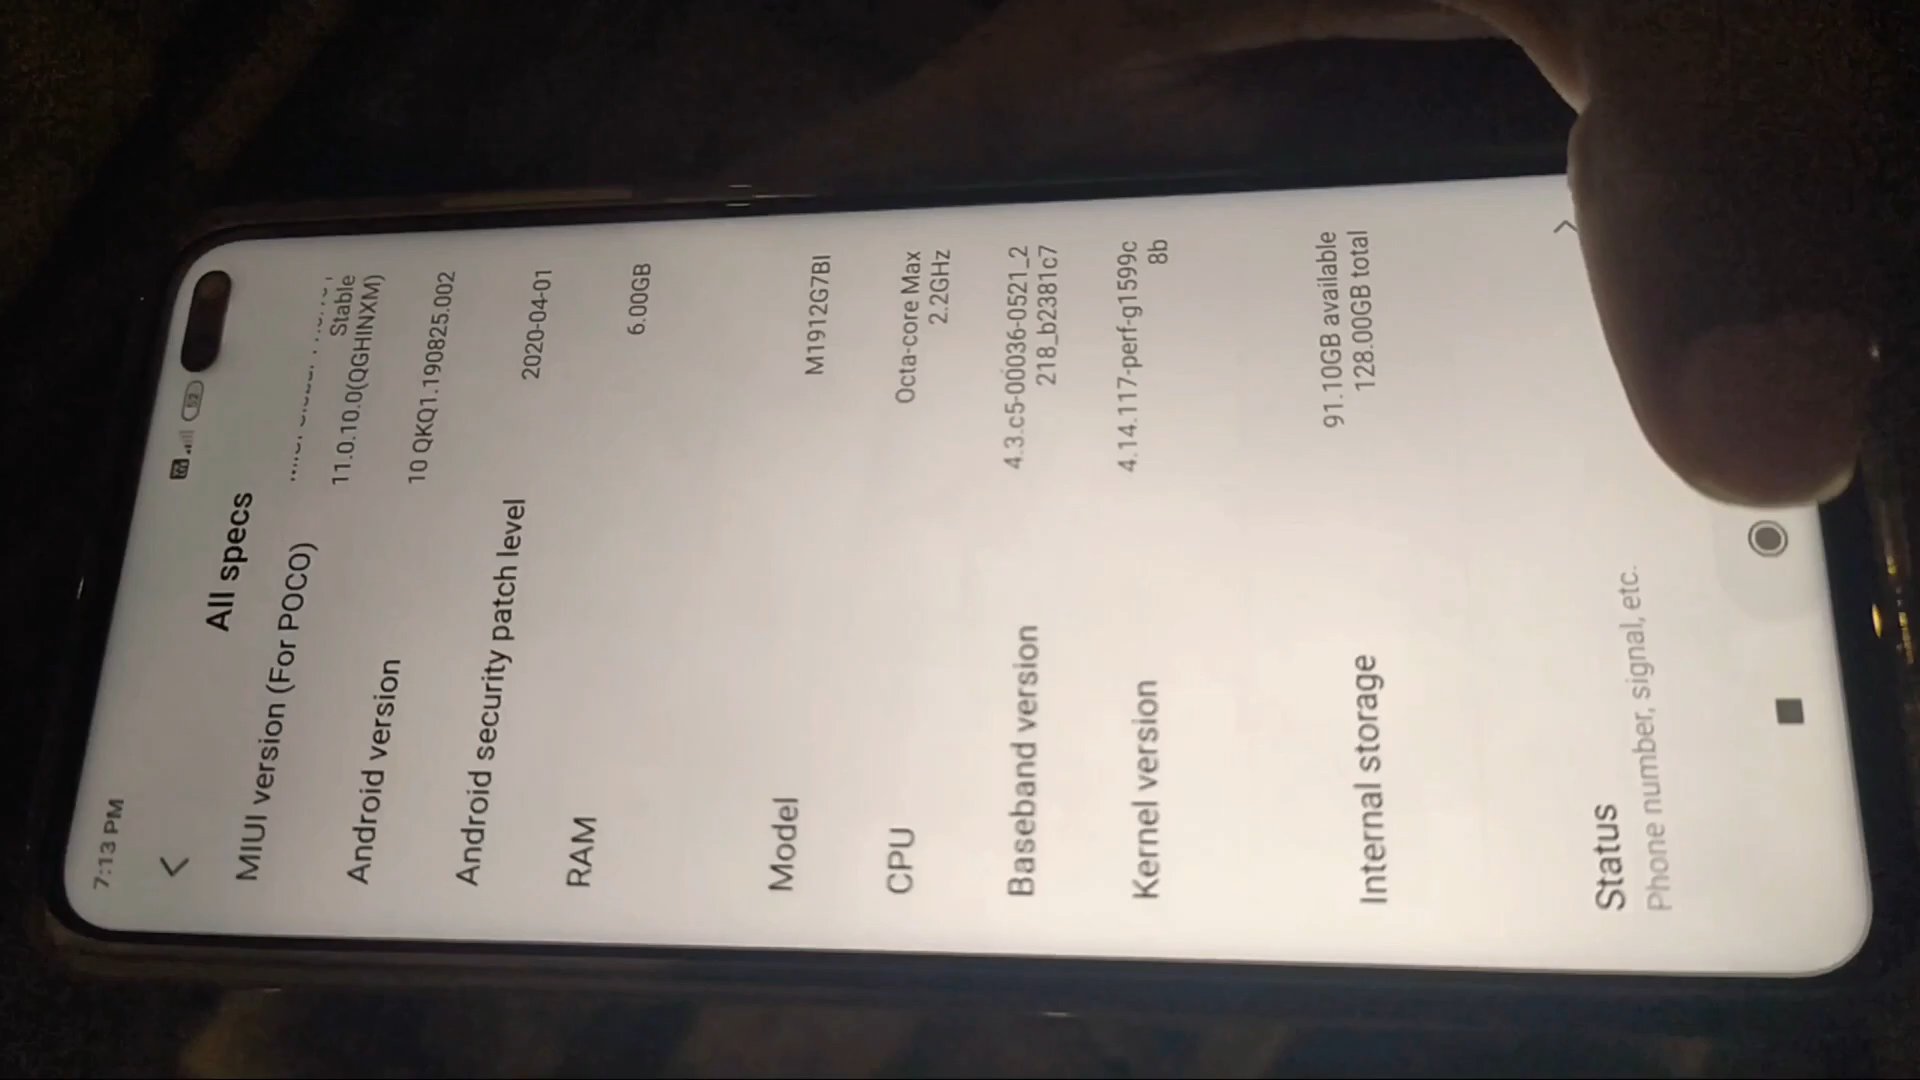 7:13 PM
All specs
MIUI version (For POCO)
Stable
11.0.10.0(QGHINXM)
Android version
10 QKQ1.190825.002
Android security patch level
2020-04-01
RAM
6.00GB
Model
M1912G7BI
CPU
Octa-core Max
2.2GHz
Baseband version
4.3.c5-00036-0521_2
218_b2381c7
Kernel version
4.14.117-perf-g1599c
8b
Internal storage
91.10GB available
128.00GB total
Status
Phone number, signal, etc.